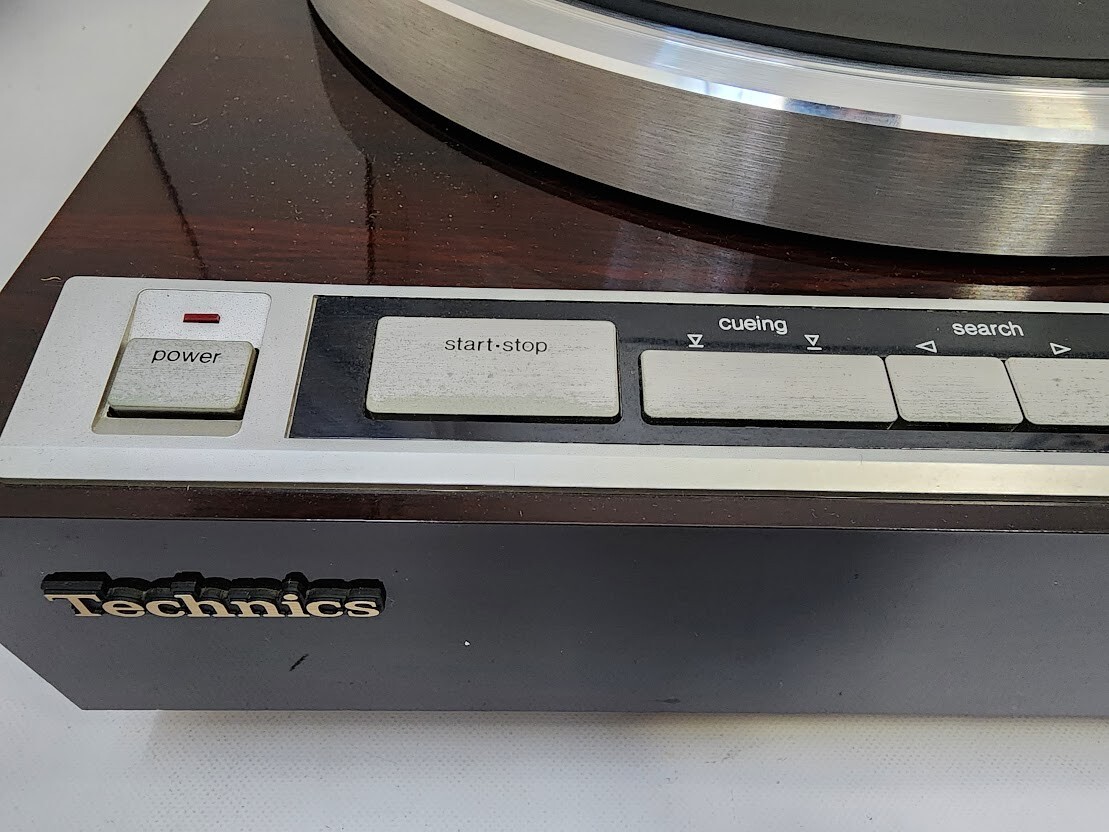 cueing
search
start·stop
power
Technics